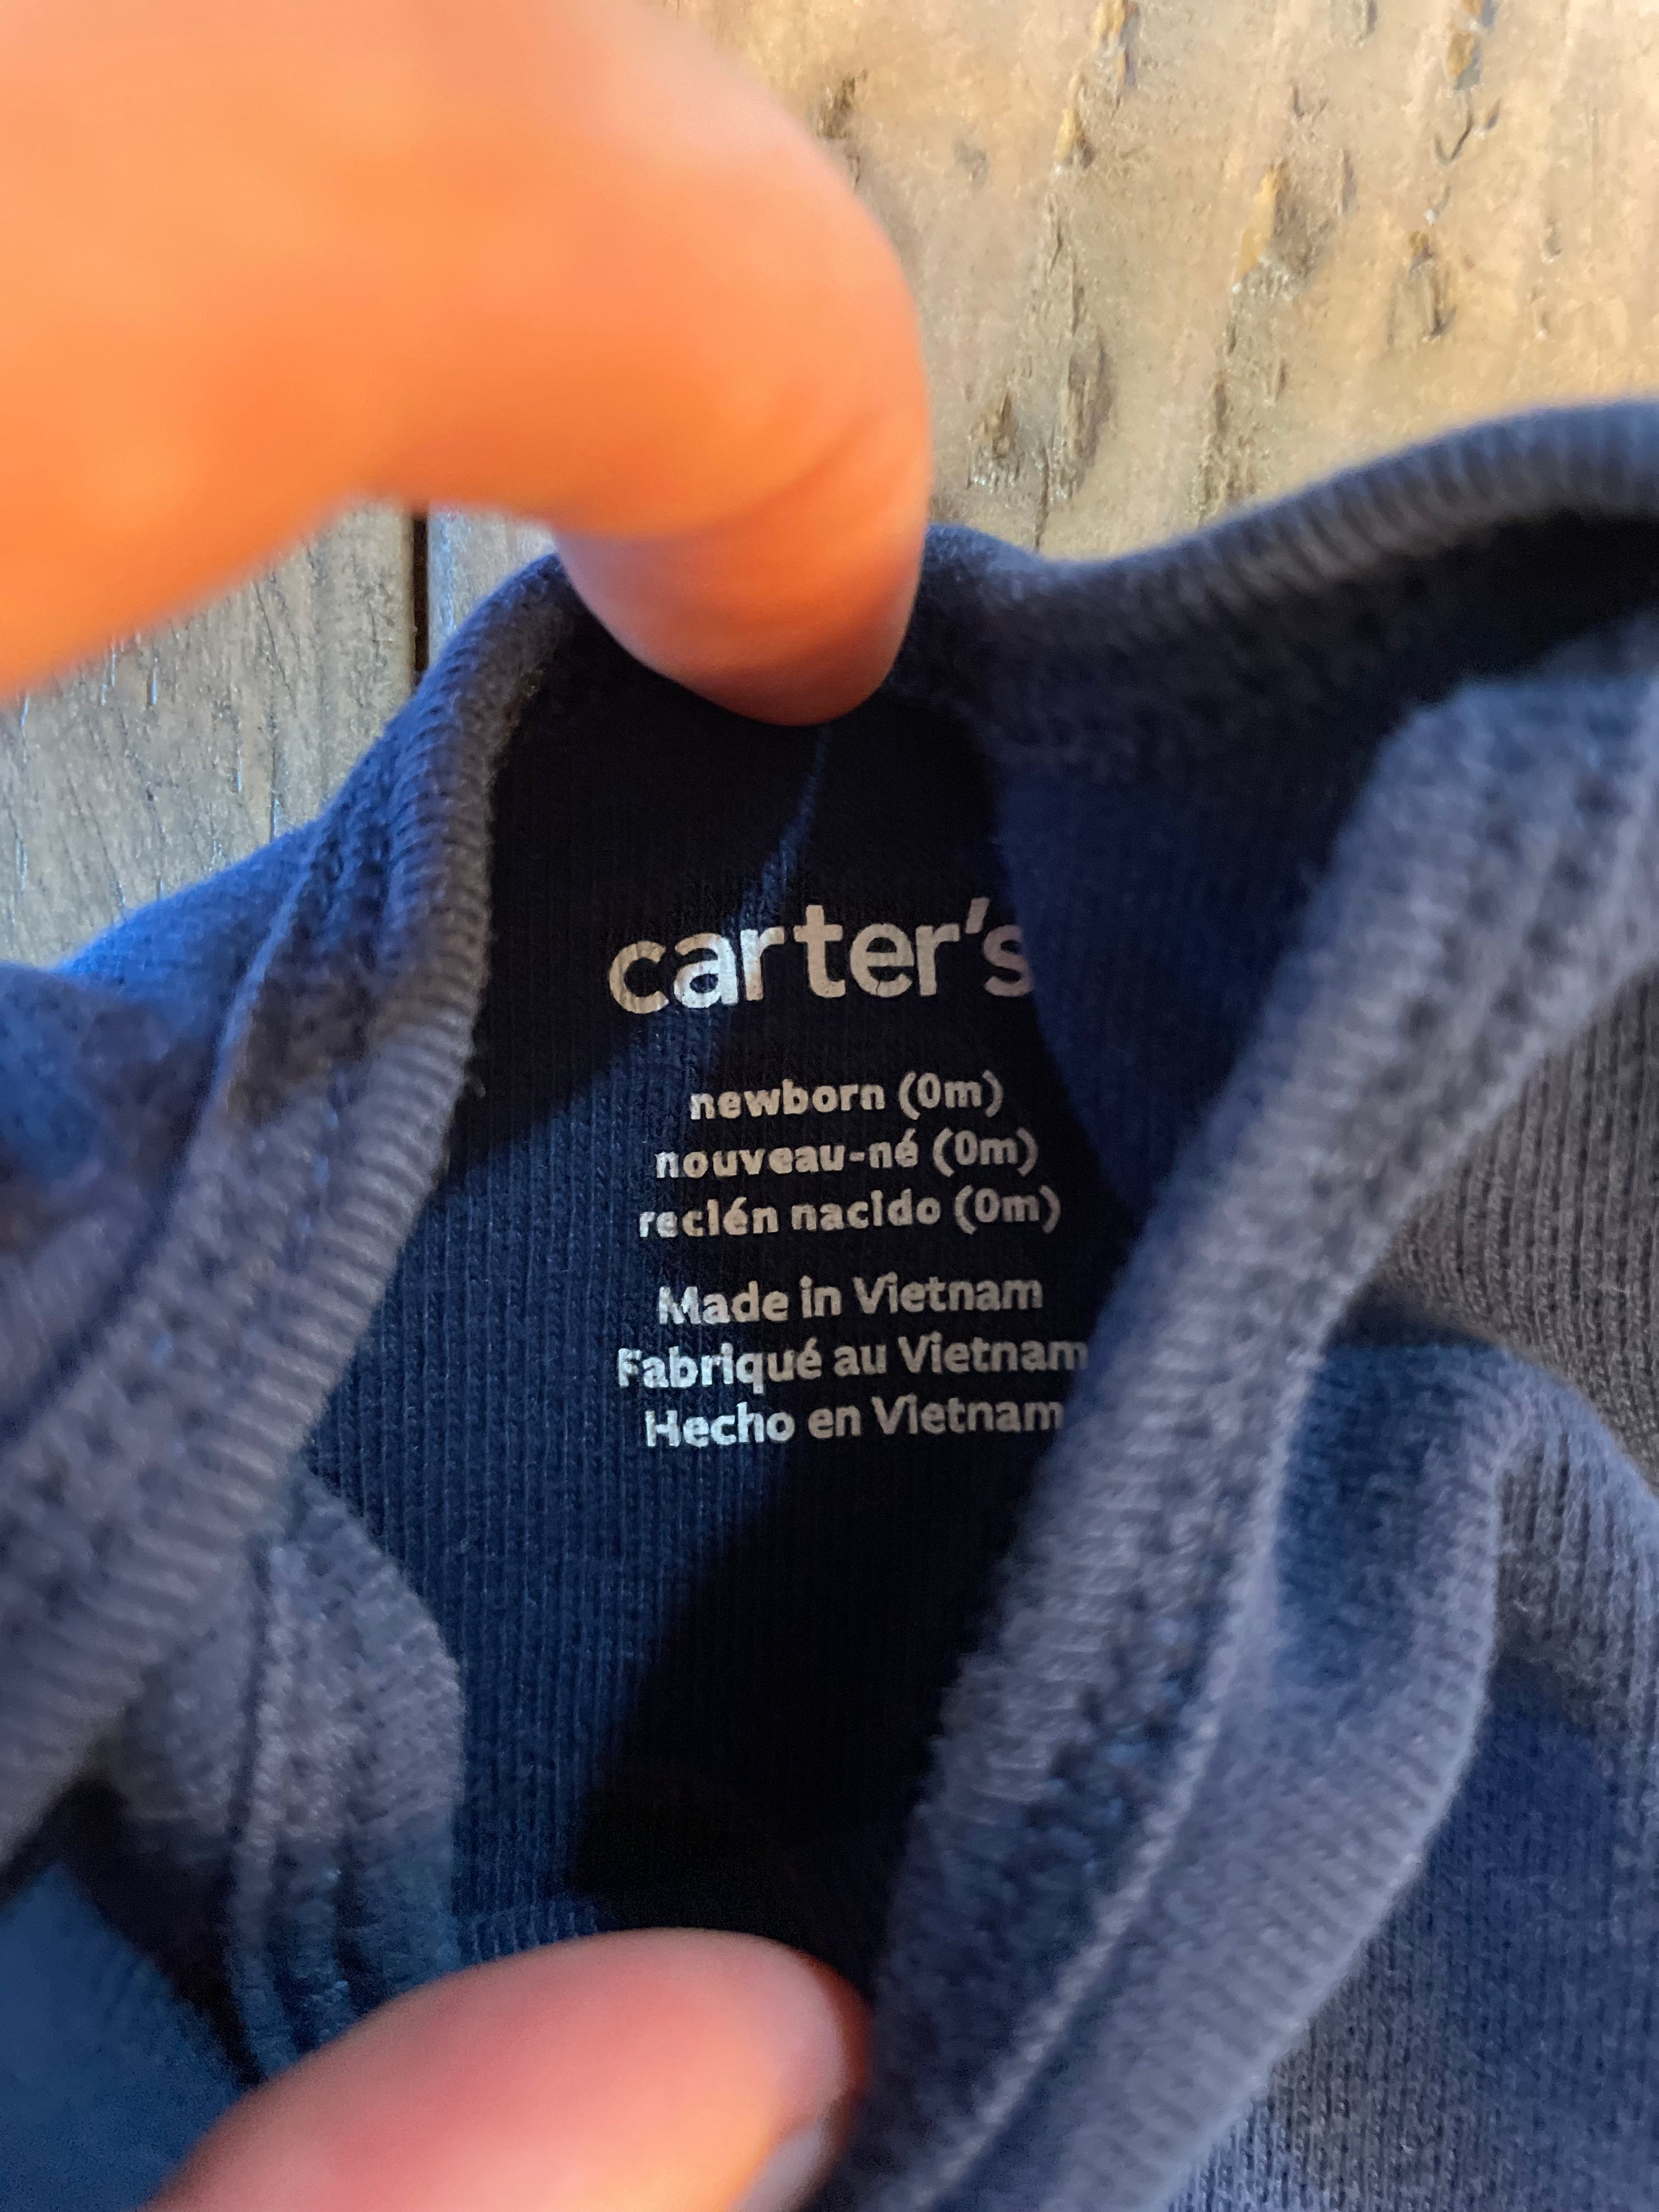 carter's
newborn (0m)
nouveau-né (0m)
recién nacido (0m)
Made in Vietnam
Fabriqué au Vietnam
Hecho en Vietnam